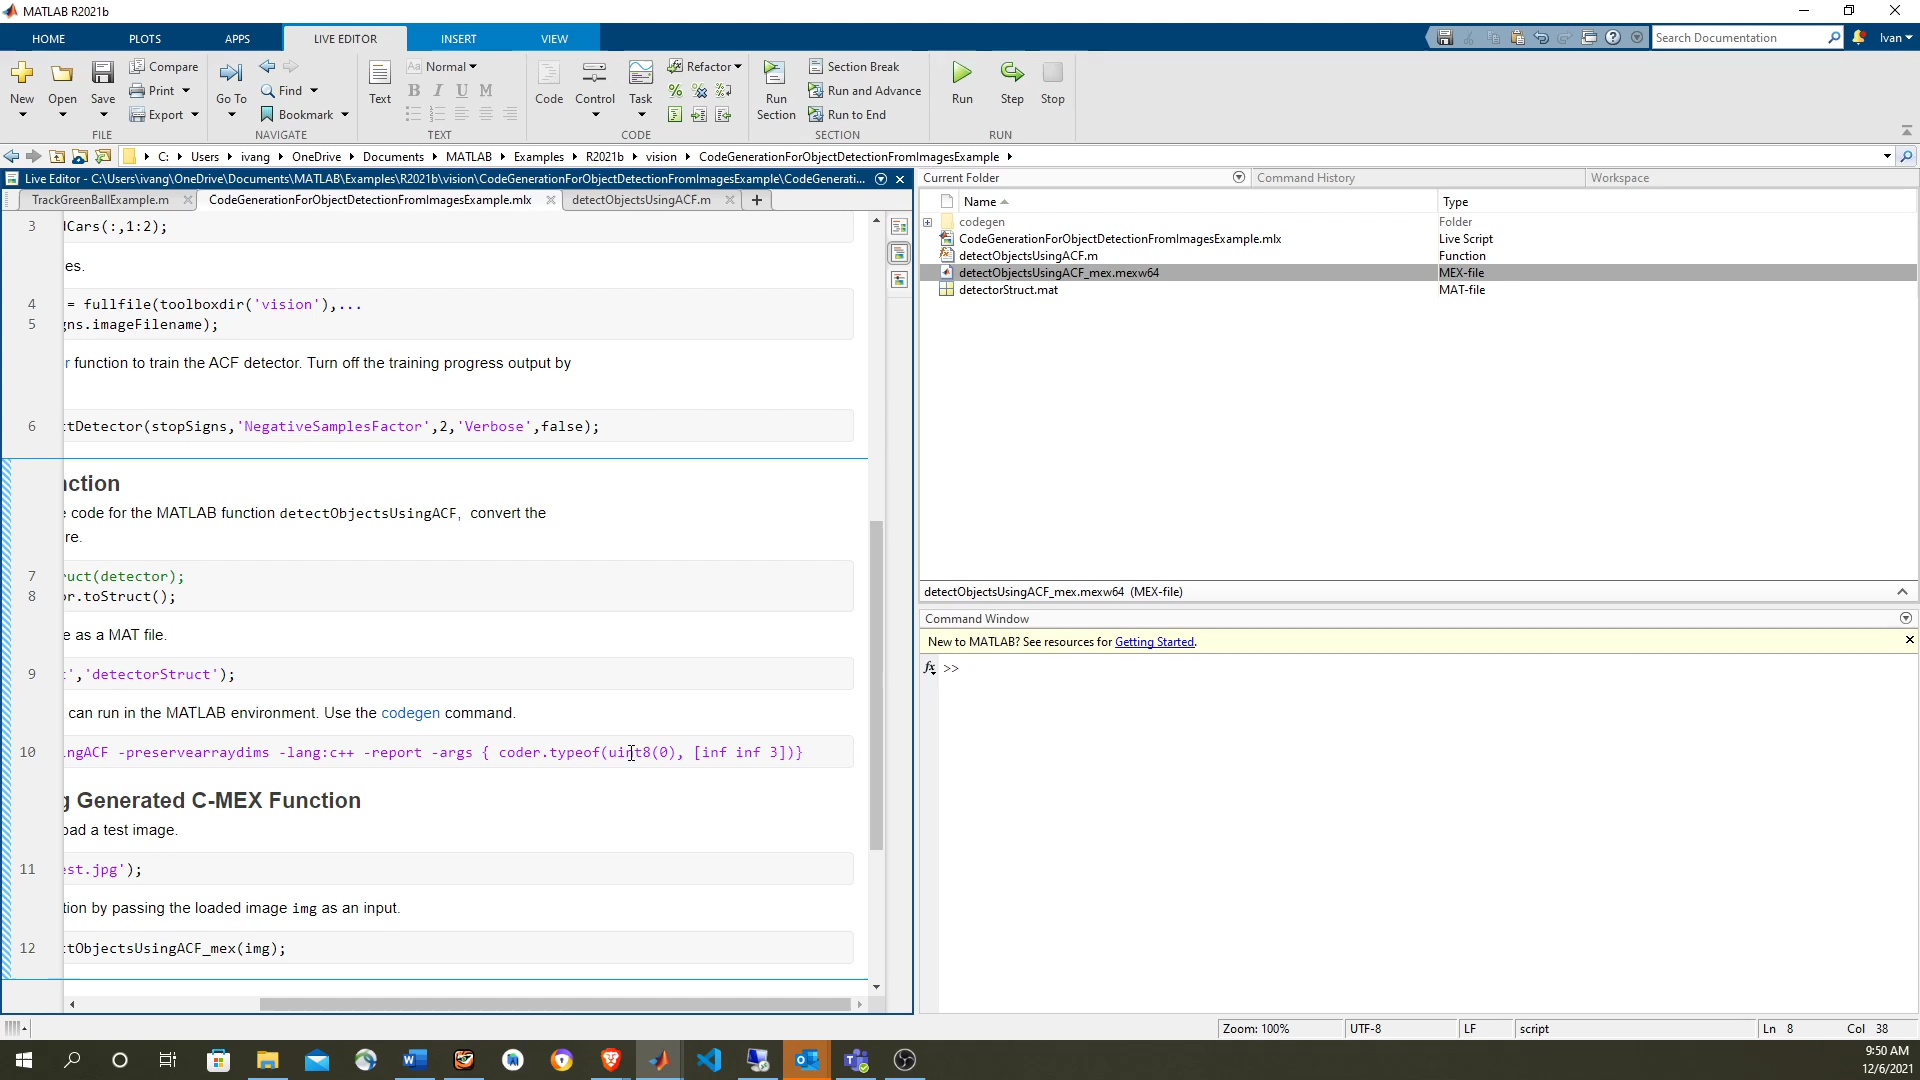 MATLAB R2021b
HOME PLOTS APPS LIVE EDITOR INSERT VIEW
Search Documentation
Ivan
New Open Save
Compare
Print
Export
FILE
Go To
Find
Bookmark
NAVIGATE
Text
Aa Normal
B I U M
TEXT
Code Control Task
Refactor
CODE
Run Section
Section Break
Run and Advance
Run to End
SECTION
Run Step Stop
RUN
C: Users ivang OneDrive Documents MATLAB Examples R2021b vision CodeGenerationForObjectDetectionFromImagesExample
Live Editor - C:\Users\ivang\OneDrive\Documents\MATLAB\Examples\R2021b\vision\CodeGenerationForObjectDetectionFromImagesExample\CodeGenerati...
TrackGreenBallExample.m CodeGenerationForObjectDetectionFromImagesExample.mlx detectObjectsUsingACF.m
3 lCars(:,1:2);
es.
4 = fullfile(toolboxdir('vision'),...
5 gns.imageFilename);
r function to train the ACF detector. Turn off the training progress output by
6 :tDetector(stopSigns,'NegativeSamplesFactor',2,'Verbose',false);
nction
e code for the MATLAB function detectObjectsUsingACF, convert the
re.
7 ruct(detector);
8 or.toStruct();
e as a MAT file.
9 t','detectorStruct');
can run in the MATLAB environment. Use the codegen command.
10 ingACF -preservearraydims -lang:c++ -report -args { coder.typeof(uint8(0), [inf inf 3])}
g Generated C-MEX Function
oad a test image.
11 est.jpg');
tion by passing the loaded image img as an input.
12 :tObjectsUsingACF_mex(img);
Current Folder
Command History
Workspace
Name Type
codegen Folder
CodeGenerationForObjectDetectionFromImagesExample.mlx Live Script
detectObjectsUsingACF.m Function
detectObjectsUsingACF_mex.mexw64 MEX-file
detectorStruct.mat MAT-file
detectObjectsUsingACF_mex.mexw64 (MEX-file)
Command Window
New to MATLAB? See resources for Getting Started.
fx >>
Zoom: 100% UTF-8 LF script Ln 8 Col 38
9:50 AM
12/6/2021